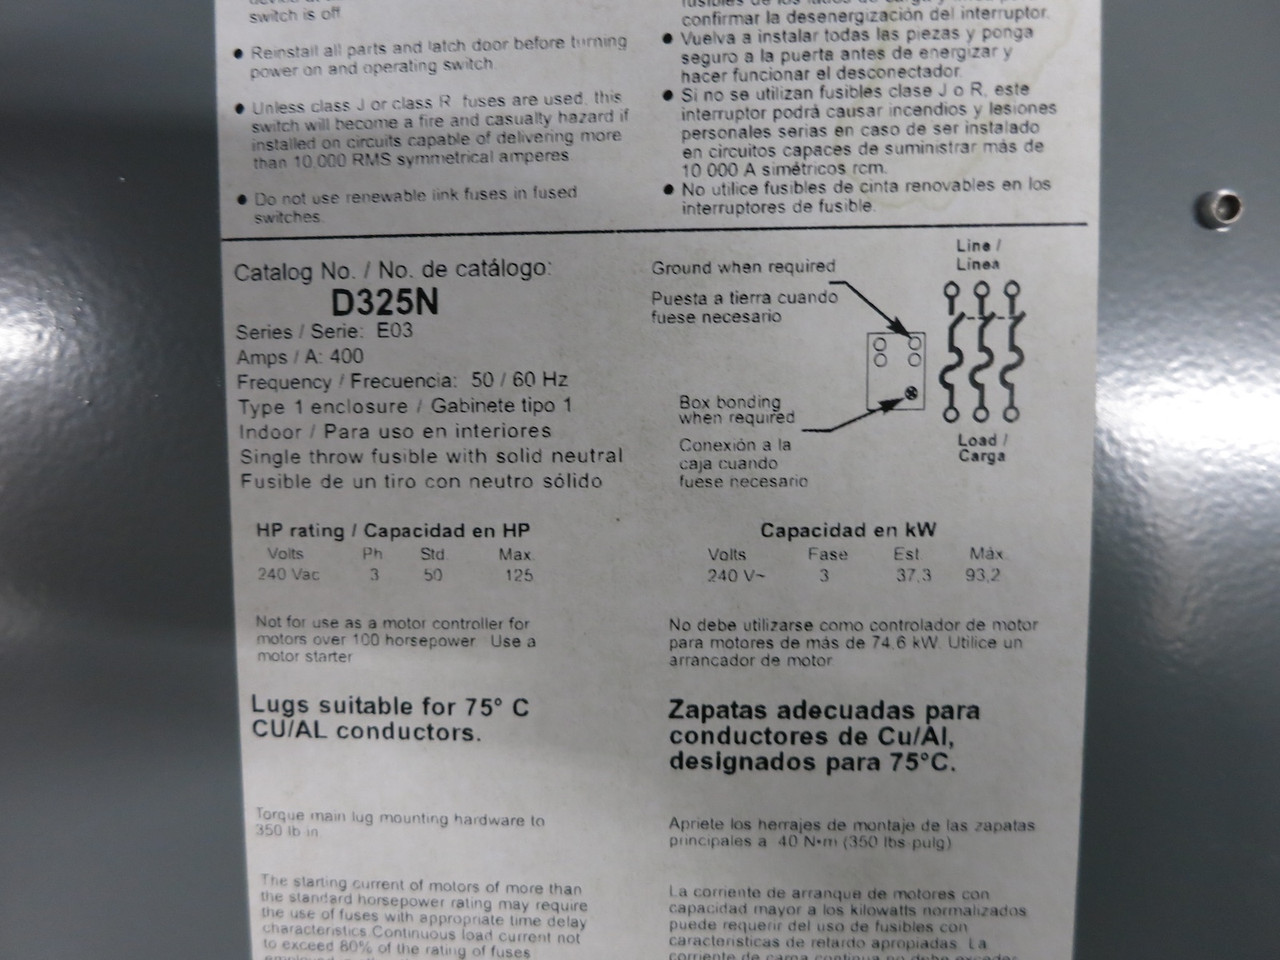 switch is off
Reinstall all parts and latch door before turning
power on and operating switch
Unless class J or class R fuses are used, this
switch will become a fire and casualty hazard if
installed on circuits capable of delivering more
than 10,000 RMS symmetrical amperes.
Do not use renewable link fuses in fused
switches.
confirmar la desenergización del interruptor.
Vuelva a instalar todas las piezas y ponga
seguro a la puerta antes de energizar y
hacer funcionar el desconectador.
Si no se utilizan fusibles clase J o R, este
interruptor podrá causar incendios y lesiones
personales serias en caso de ser instalado
en circuitos capaces de suministrar más de
10 000 A simétricos rcm.
No utilice fusibles de cinta renovables en los
interruptores de fusible.
Catalog No. / No. de catálogo:
D325N
Series / Serie: E03
Amps / A: 400
Frequency / Frecuencia: 50 / 60 Hz
Type 1 enclosure / Gabinete tipo 1
Indoor / Para uso en interiores
Single throw fusible with solid neutral
Fusible de un tiro con neutro sólido
Ground when required
Puesta a tierra cuando
fuese necesario
Box bonding
when required
Conexión a la
caja cuando
fuese necesario
Line /
Línea
Load /
Carga
HP rating / Capacidad en HP
Volts Ph Std. Max.
240 Vac 3 50 125
Capacidad en kW
Volts Fase Est. Máx.
240 V~ 3 37,3 93,2
Not for use as a motor controller for
motors over 100 horsepower. Use a
motor starter
No debe utilizarse como controlador de motor
para motores de más de 74,6 kW. Utilice un
arrancador de motor.
Lugs suitable for 75° C
CU/AL conductors.
Zapatas adecuadas para
conductores de Cu/Al,
designados para 75°C.
Torque main lug mounting hardware to
350 lb in.
Apriete los herrajes de montaje de las zapatas
principales a 40 N•m (350 lbs-pulg)
The starting current of motors of more than
the standard horsepower rating may require
the use of fuses with appropriate time delay
characteristics. Continuous load current not
to exceed 80% of the rating of fuses
La corriente de arranque de motores con
capacidad mayor a los kilowatts normalizados
puede requerir del uso de fusibles con
características de retardo apropiadas. La
corriente de carga continua no debe exceder